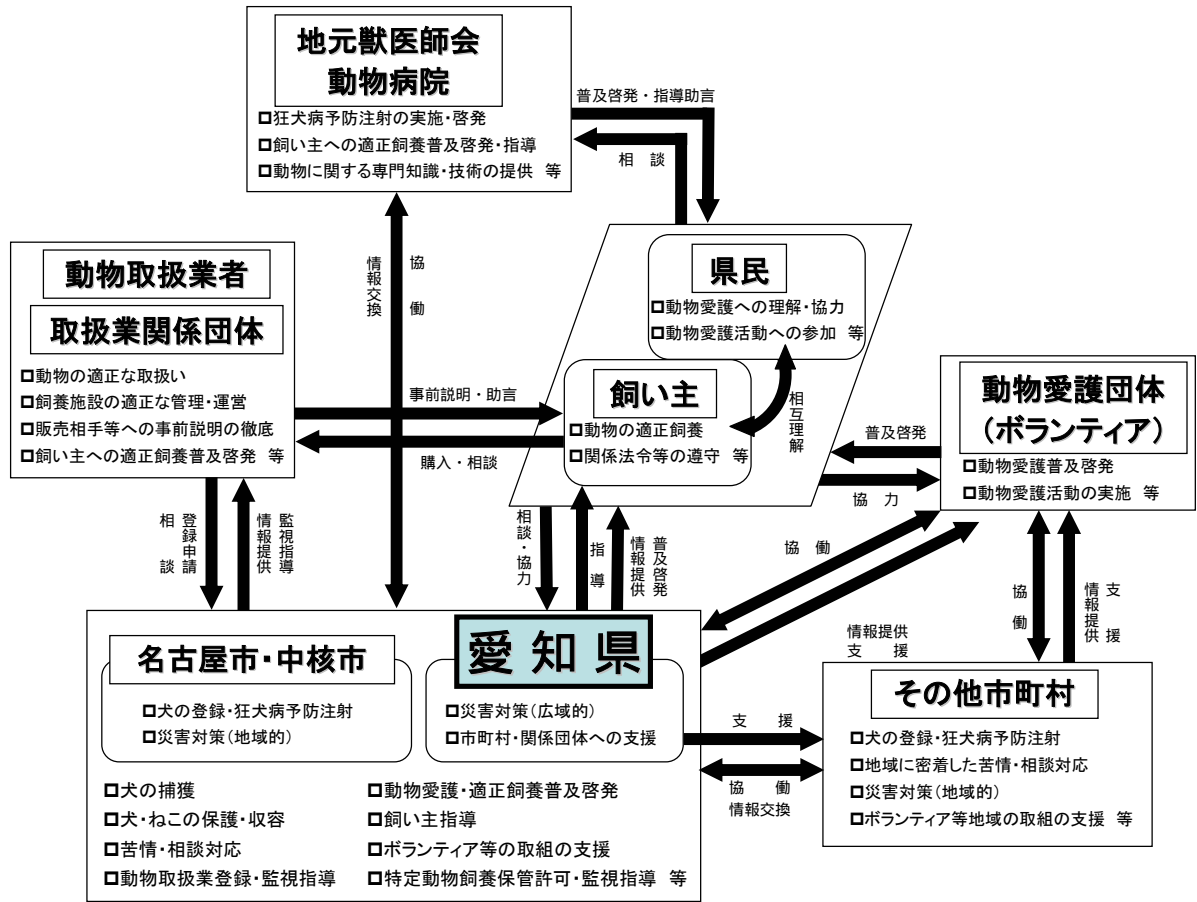 地元獣医師会
動物病院
□狂犬病予防注射の実施・啓発
□飼い主への適正飼養普及啓発・指導
□動物に関する専門知識・技術の提供 等
普及啓発・指導助言
相 談
動物取扱業者
取扱業関係団体
□動物の適正な取扱い
□飼養施設の適正な管理・運営
□販売相手等への事前説明の徹底
□飼い主への適正飼養普及啓発 等
情報交換
協 働
県民
□動物愛護への理解・協力
□動物愛護活動への参加 等
飼い主
□動物の適正飼養
□関係法令等の遵守 等
相互理解
事前説明・助言
購入・相談
動物愛護団体
(ボランティア)
□動物愛護普及啓発
□動物愛護活動の実施 等
普及啓発
協 力
登録申請
相 談
監視指導
情報提供
相談・協力
指 導
普及啓発
情報提供
協 働
情報提供
支 援
協 働
支 援
情報提供
名古屋市・中核市
□犬の登録・狂犬病予防注射
□災害対策(地域的)
愛知県
□災害対策(広域的)
□市町村・関係団体への支援
□犬の捕獲
□犬・ねこの保護・収容
□苦情・相談対応
□動物取扱業登録・監視指導
□動物愛護・適正飼養普及啓発
□飼い主指導
□ボランティア等の取組の支援
□特定動物飼養保管許可・監視指導 等
支 援
協 働
情報交換
その他市町村
□犬の登録・狂犬病予防注射
□地域に密着した苦情・相談対応
□災害対策(地域的)
□ボランティア等地域の取組の支援 等